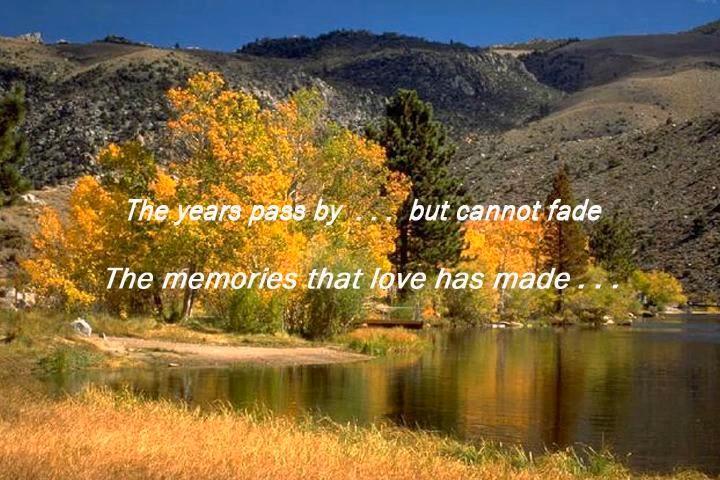 The years pass by . . . but cannot fade
The memories that love has made . . .